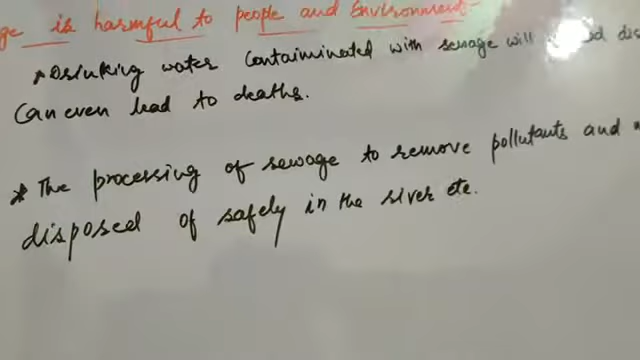 ge is harmful to people and Environment-
* Drinking water Contaiminated with sewage will
Can even lead to deaths.
* The processing of sewage to remove pollutants and
disposed of safely in the river etc.